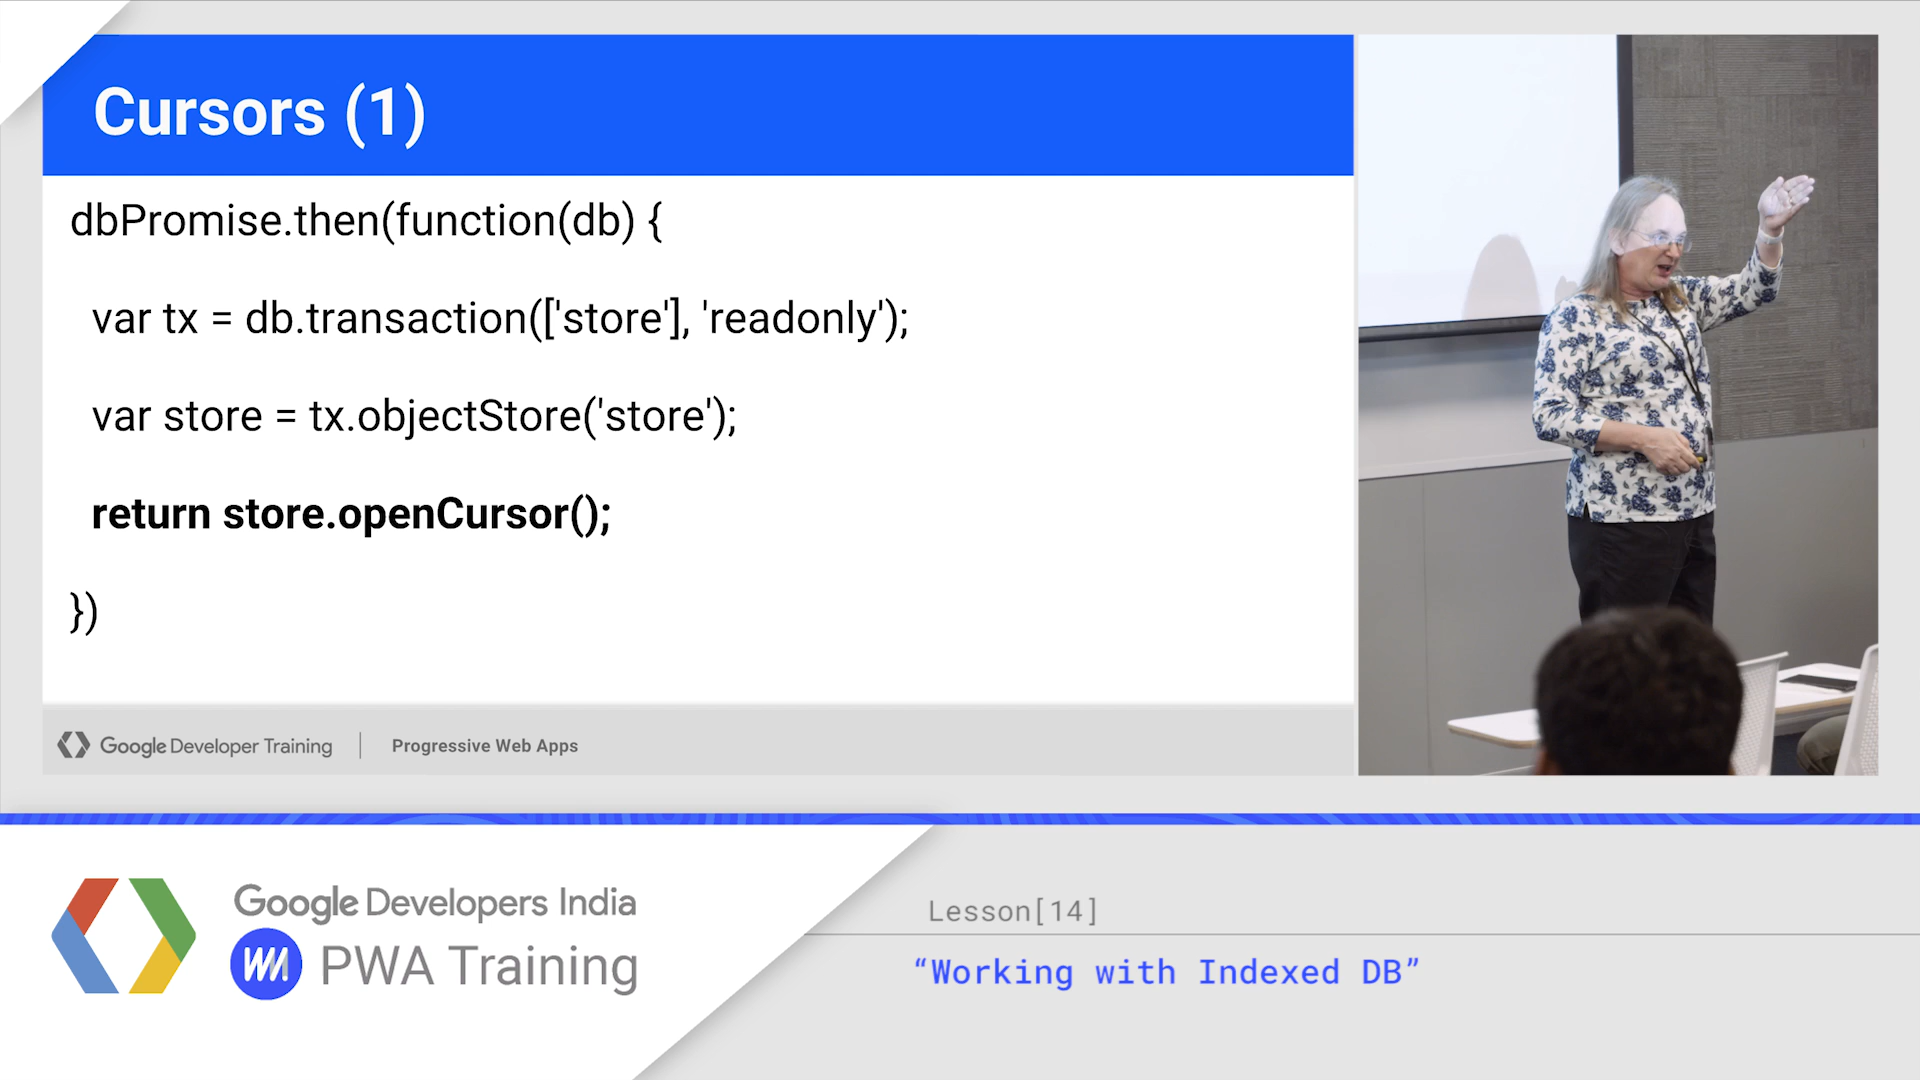 Cursors (1)
dbPromise.then(function(db) {
var tx = db.transaction(['store'], 'readonly');
var store = tx.objectStore('store');
return store.openCursor();
})
Google Developer Training | Progressive Web Apps
Google Developers India
PWA Training
Lesson[14]
“Working with Indexed DB”